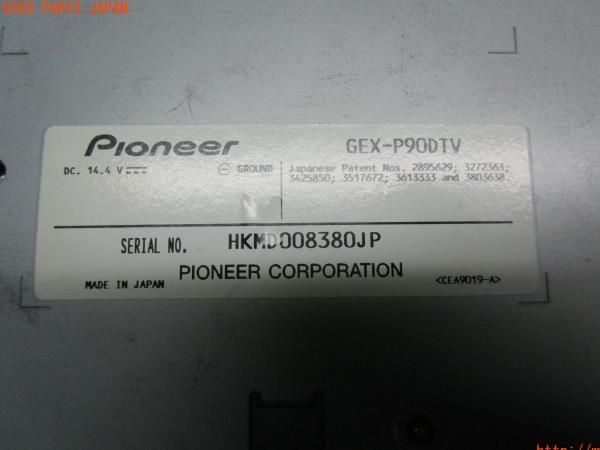 USED PARTS JAPAN
Pioneer
GEX-P90DTV
DC. 14.4 V
GROUND
Japanese Patent Nos. 2895629; 3272363;
3425850; 3517672; 3613333 and 3803638.
SERIAL NO. HKMD008380JP
PIONEER CORPORATION
MADE IN JAPAN
<CEA9019-A>